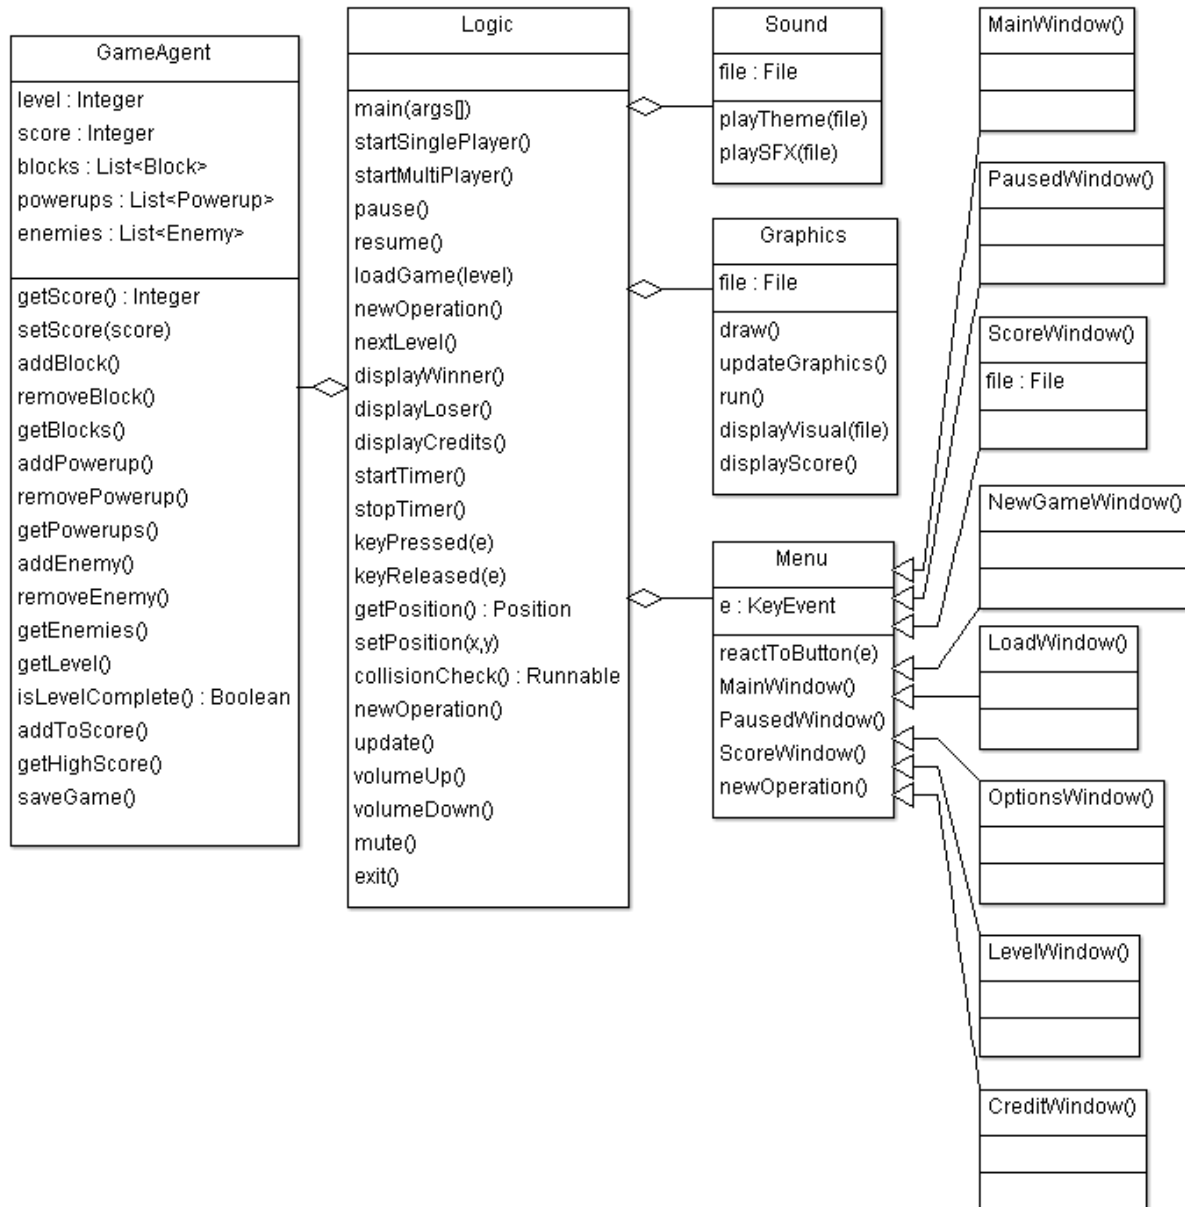 GameAgent
level : Integer
score : Integer
blocks : List<Block>
powerups : List<Powerup>
enemies : List<Enemy>
getScore() : Integer
setScore(score)
addBlock()
removeBlock()
getBlocks()
addPowerup()
removePowerup()
getPowerups()
addEnemy()
removeEnemy()
getEnemies()
getLevel()
isLevelComplete() : Boolean
addToScore()
getHighScore()
saveGame()
Logic
main(args[])
startSinglePlayer()
startMultiPlayer()
pause()
resume()
loadGame(level)
newOperation()
nextLevel()
displayWinner()
displayLoser()
displayCredits()
startTimer()
stopTimer()
keyPressed(e)
keyReleased(e)
getPosition() : Position
setPosition(x,y)
collisionCheck() : Runnable
newOperation()
update()
volumeUp()
volumeDown()
mute()
exit()
Sound
file : File
playTheme(file)
playSFX(file)
Graphics
file : File
draw()
updateGraphics()
run()
displayVisual(file)
displayScore()
Menu
e : KeyEvent
reactToButton(e)
MainWindow()
PausedWindow()
ScoreWindow()
newOperation()
MainWindow()
PausedWindow()
ScoreWindow()
file : File
NewGameWindow()
LoadWindow()
OptionsWindow()
LevelWindow()
CreditWindow()